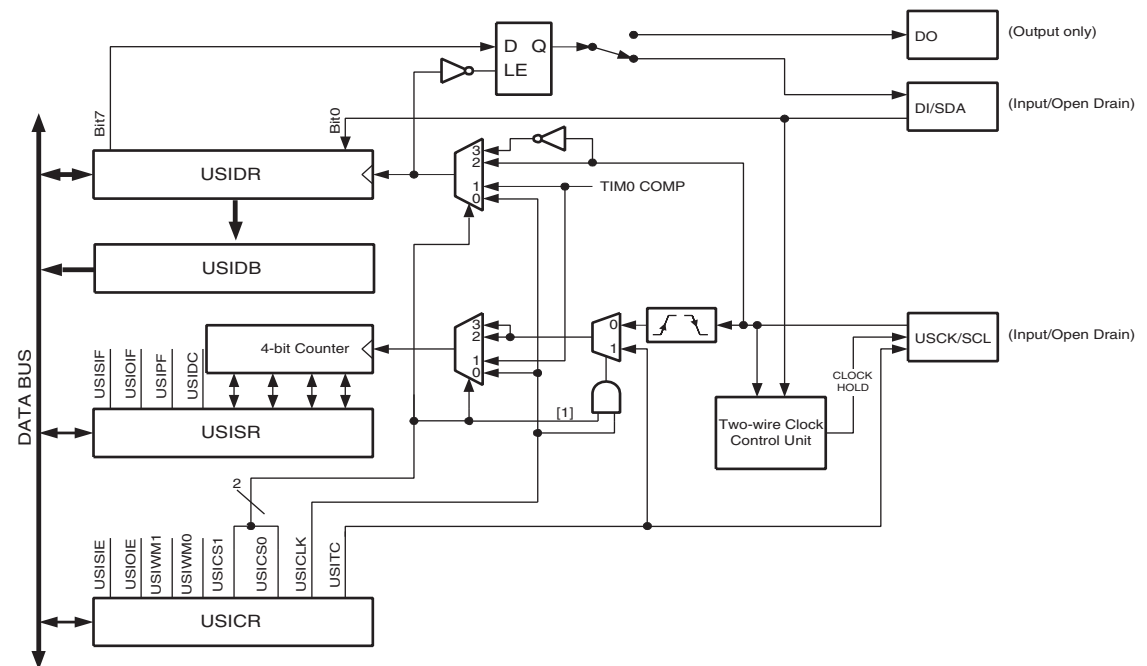 DO
(Output only)
D Q
LE
DI/SDA
(Input/Open Drain)
Bit7
Bit0
USIDR
3
2
1
0
TIM0 COMP
USIDB
DATA BUS
4-bit Counter
3
2
1
0
0
1
USCK/SCL
(Input/Open Drain)
CLOCK
HOLD
USISIF
USIOIF
USIPF
USIDC
[1]
USISR
Two-wire Clock
Control Unit
2
USISIE
USIOIE
USIWM1
USIWM0
USICS1
USICS0
USICLK
USITC
USICR